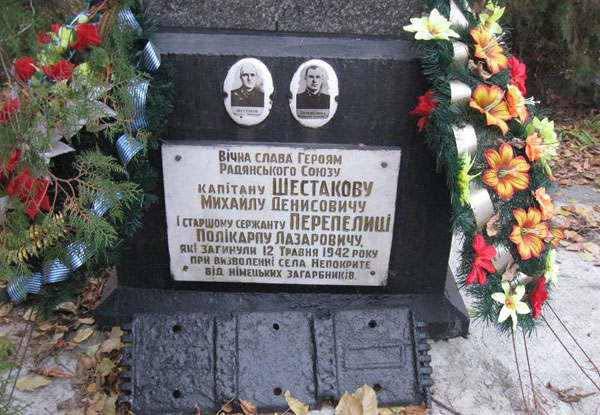 Вічна слава Героям
Радянського Союзу
капітану Шестакову
Михайлу Денисовичу
і старшому сержанту Перепелиці
Полікарпу Лазаровичу,
які загинули 12 травня 1942 року
при визволенні села Непокрите
від німецьких загарбників.